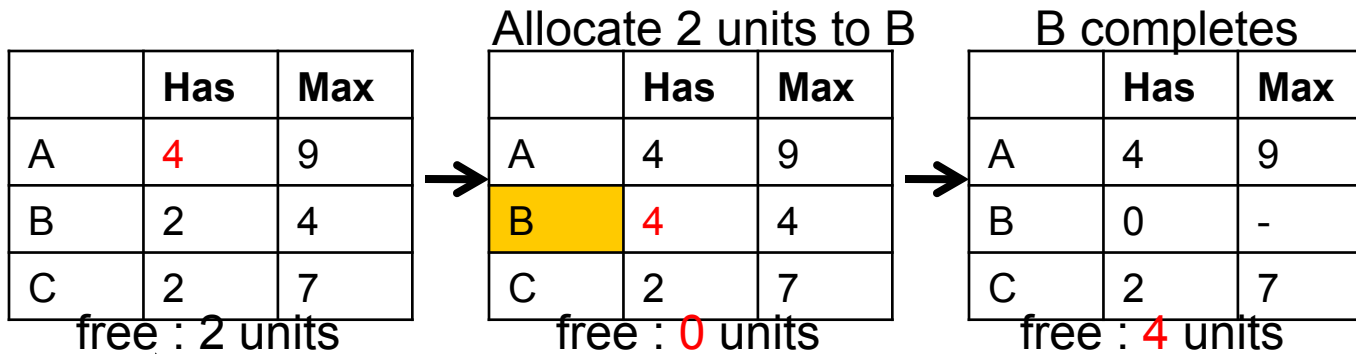 Allocate 2 units to B B completes
Has Max Has Max Has Max
A 4 9 A 4 9 A 4 9
B 2 4 B 4 4 B 0 -
C 2 7 C 2 7 C 2 7
free : 2 units free : 0 units free : 4 units